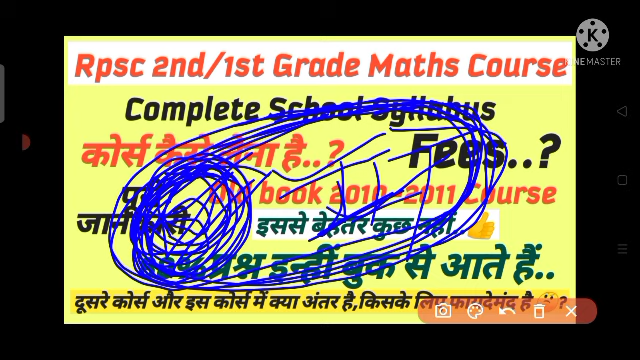 K
NEMASTER
Rpsc 2nd/1st Grade Maths Course
Complete School Syllabus
कोर्स कैसे लेना है..? Fees..?
Old book 2010-2011 Course
जानकारी इससे बेहतर कुछ नहीं
प्रश्न इन्हीं बुक से आते हैं..
दूसरे कोर्स और इस कोर्स में क्या अंतर है,किसके लिए फायदेमंद है ?